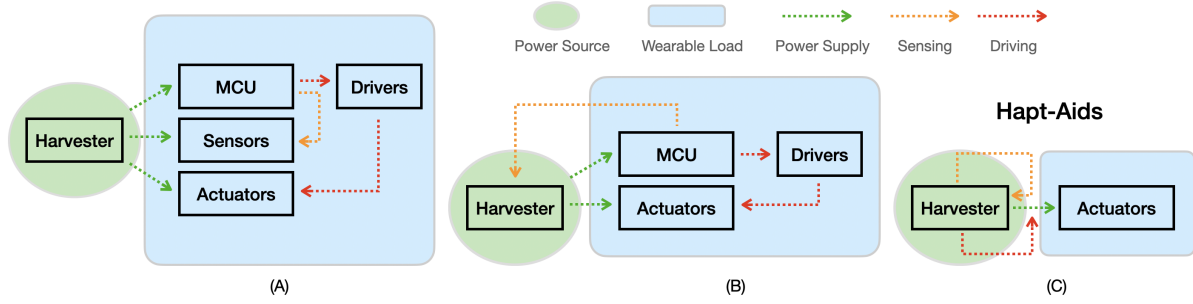 Power Source
Wearable Load
Power Supply
Sensing
Driving
Harvester
MCU
Drivers
Sensors
Actuators
(A)
Harvester
MCU
Drivers
Actuators
(B)
Hapt-Aids
Harvester
Actuators
(C)